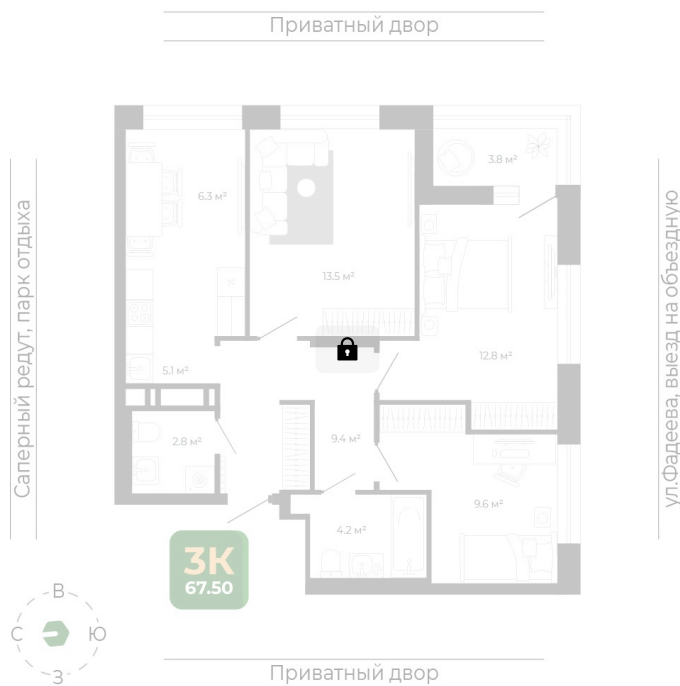 Приватный двор
3.8 м²
6.3 м²
13.5 м²
12.8 м²
5.1 м²
2.8 м²
9.4 м²
9.6 м²
4.2 м²
Саперный редут, парк отдыха
ул.Фадеева, выезд на объездную
3К
67.50
В
С
Ю
З
Приватный двор